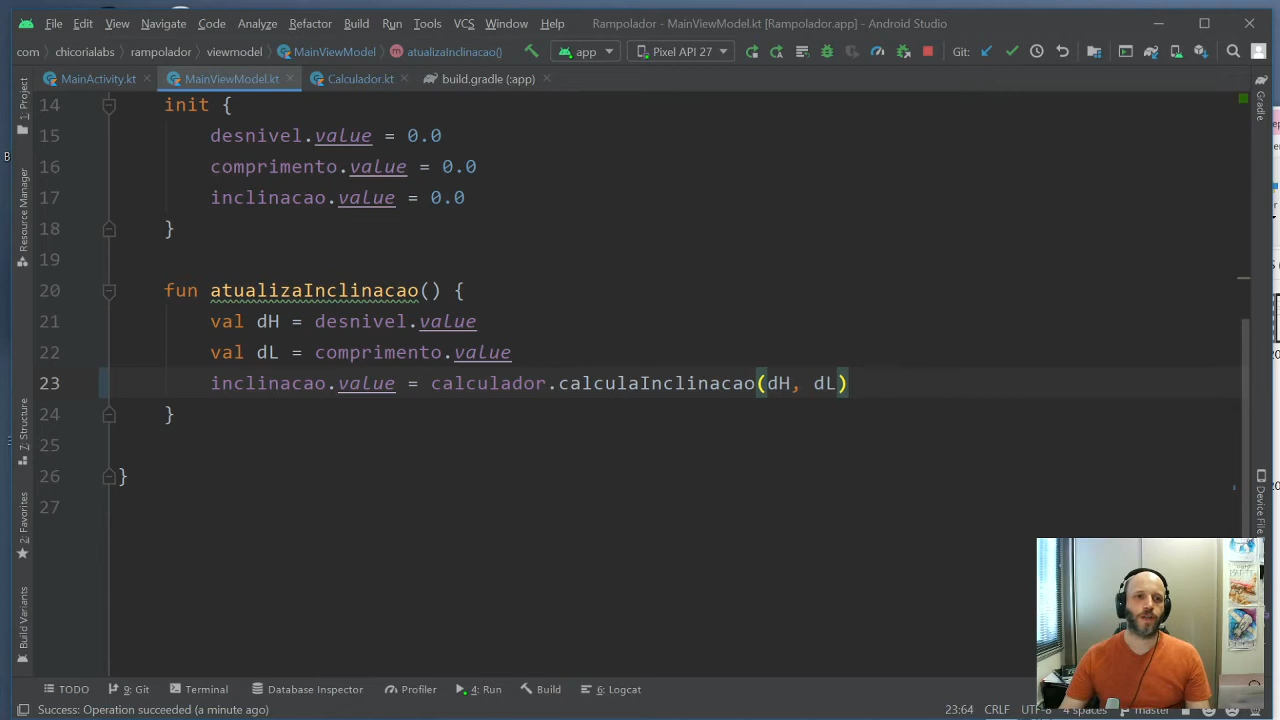 File Edit View Navigate Code Analyze Refactor Build Run Tools VCS Window Help Rampolador - MainViewModel.kt [Rampolador.app] - Android Studio
com chicorialabs rampolador viewmodel MainViewModel atualizaInclinacao() app Pixel API 27 Git:
MainActivity.kt MainViewModel.kt Calculador.kt build.gradle (:app)
1: Project
Resource Manager
Z: Structure
2: Favorites
Build Variants
Gradle
Device File
14 init {
15 desnivel.value = 0.0
16 comprimento.value = 0.0
17 inclinacao.value = 0.0
18 }
19
20 fun atualizaInclinacao() {
21 val dH = desnivel.value
22 val dL = comprimento.value
23 inclinacao.value = calculador.calculaInclinacao(dH, dL)
24 }
25
26 }
27
TODO 9: Git Terminal Database Inspector Profiler 4: Run Build 6: Logcat
Success: Operation succeeded (a minute ago) 23:64 CRLF UTF-8 4 spaces master